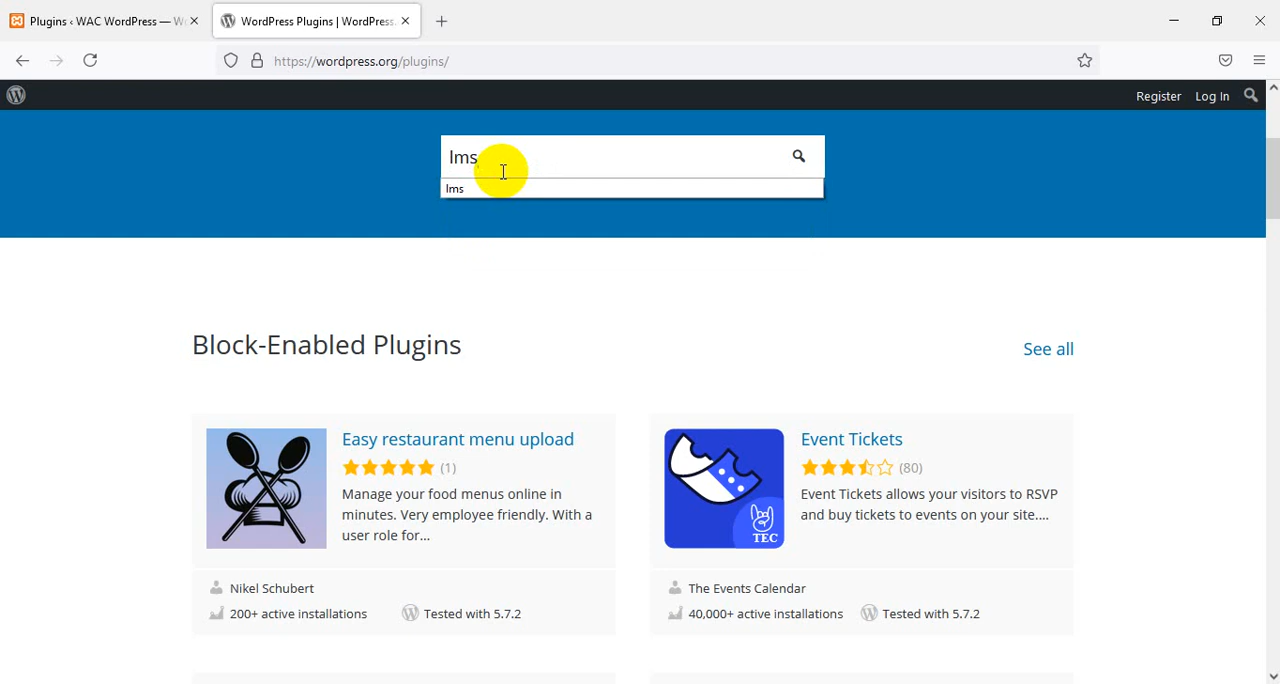 Plugins ‹ WAC WordPress — W
WordPress Plugins | WordPress.
https://wordpress.org/plugins/
Register Log In
lms
lms
Block-Enabled Plugins
See all
Easy restaurant menu upload
(1)
Manage your food menus online in
minutes. Very employee friendly. With a
user role for...
Nikel Schubert
200+ active installations
Tested with 5.7.2
Event Tickets
(80)
Event Tickets allows your visitors to RSVP
and buy tickets to events on your site....
TEC
The Events Calendar
40,000+ active installations
Tested with 5.7.2